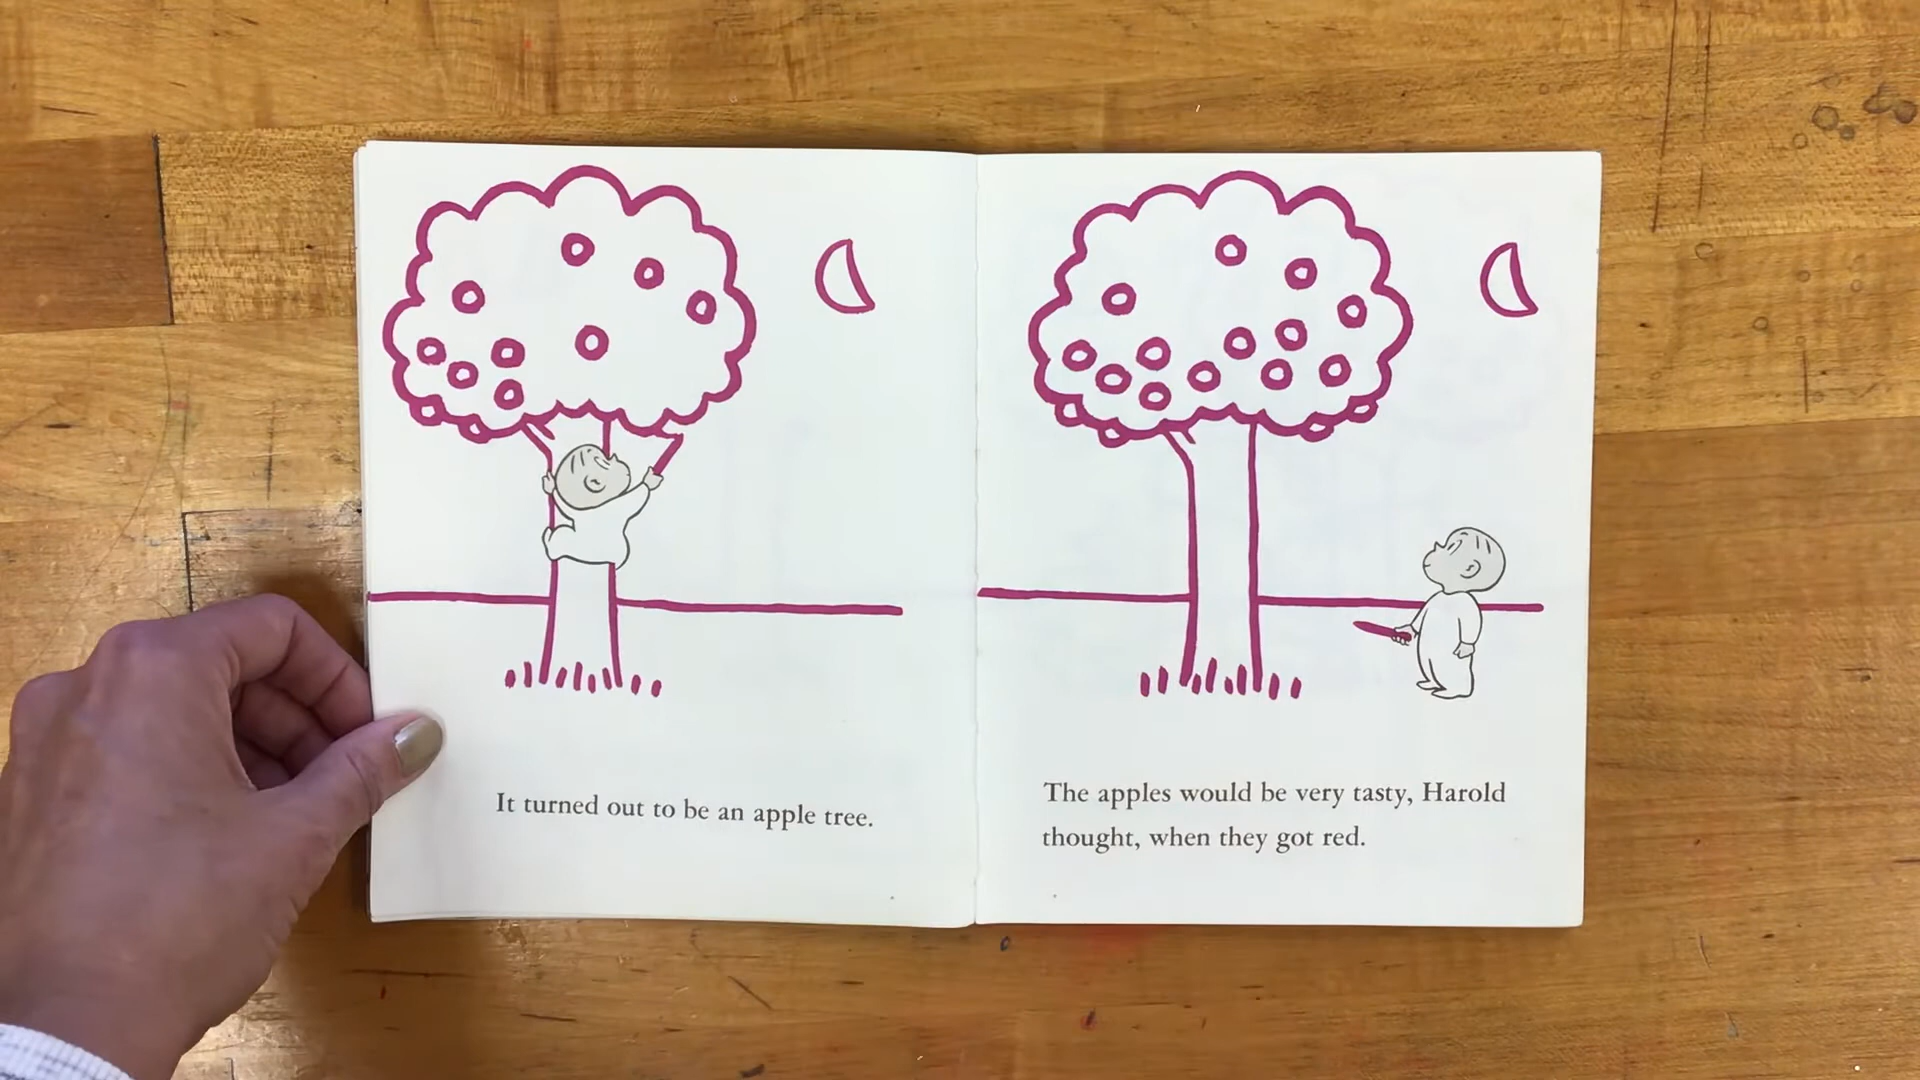 It turned out to be an apple tree.
The apples would be very tasty, Harold
thought, when they got red.